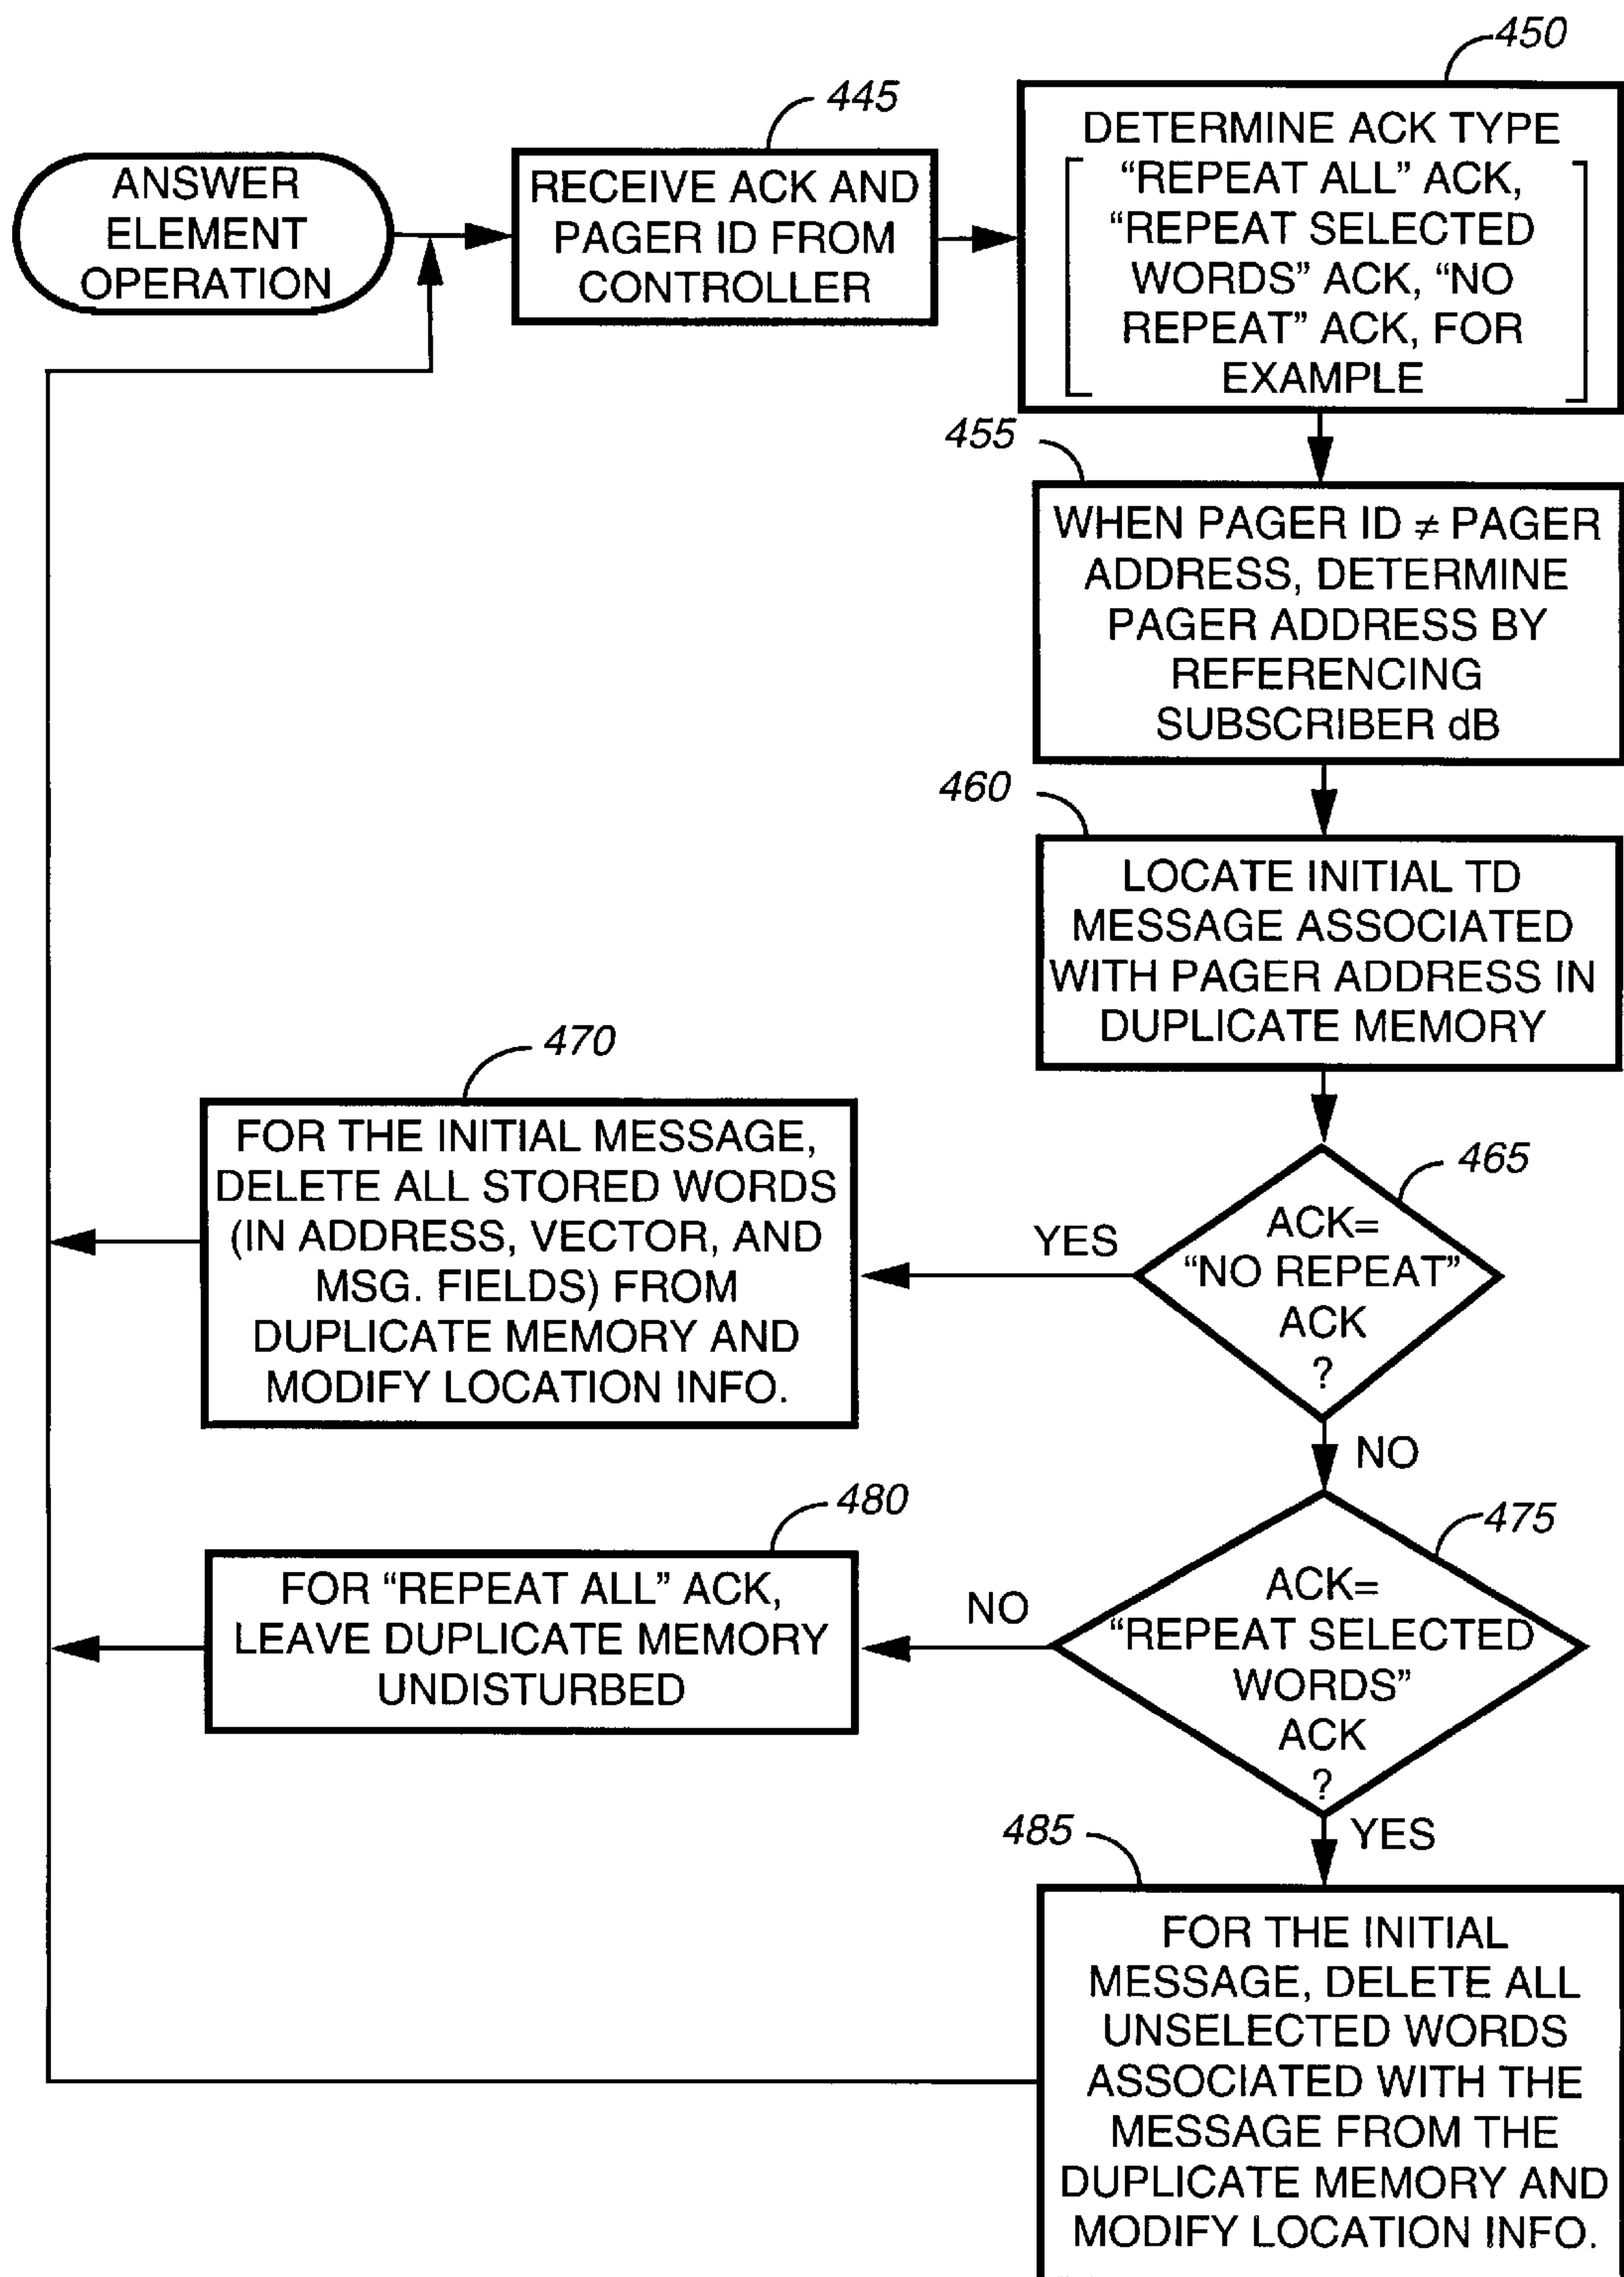 450
445
ANSWER
ELEMENT
OPERATION
RECEIVE ACK AND
PAGER ID FROM
CONTROLLER
DETERMINE ACK TYPE
“REPEAT ALL” ACK,
“REPEAT SELECTED
WORDS” ACK, “NO
REPEAT” ACK, FOR
EXAMPLE
455
WHEN PAGER ID ≠ PAGER
ADDRESS, DETERMINE
PAGER ADDRESS BY
REFERENCING
SUBSCRIBER dB
460
LOCATE INITIAL TD
MESSAGE ASSOCIATED
WITH PAGER ADDRESS IN
DUPLICATE MEMORY
465
ACK=
“NO REPEAT”
ACK
?
YES
NO
470
FOR THE INITIAL MESSAGE,
DELETE ALL STORED WORDS
(IN ADDRESS, VECTOR, AND
MSG. FIELDS) FROM
DUPLICATE MEMORY AND
MODIFY LOCATION INFO.
475
ACK=
“REPEAT SELECTED
WORDS”
ACK
?
NO
YES
480
FOR “REPEAT ALL” ACK,
LEAVE DUPLICATE MEMORY
UNDISTURBED
485
FOR THE INITIAL
MESSAGE, DELETE ALL
UNSELECTED WORDS
ASSOCIATED WITH THE
MESSAGE FROM THE
DUPLICATE MEMORY AND
MODIFY LOCATION INFO.